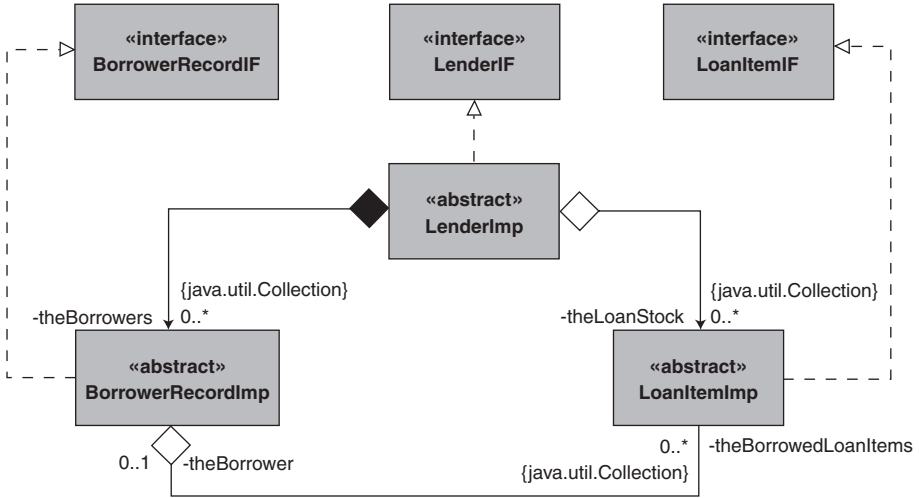 «interface»
BorrowerRecordIF
«interface»
LenderIF
«interface»
LoanItemIF
«abstract»
LenderImp
{java.util.Collection}
-theBorrowers
0..*
{java.util.Collection}
-theLoanStock
0..*
«abstract»
BorrowerRecordImp
«abstract»
LoanItemImp
0..1
-theBorrower
0..*
-theBorrowedLoanItems
{java.util.Collection}